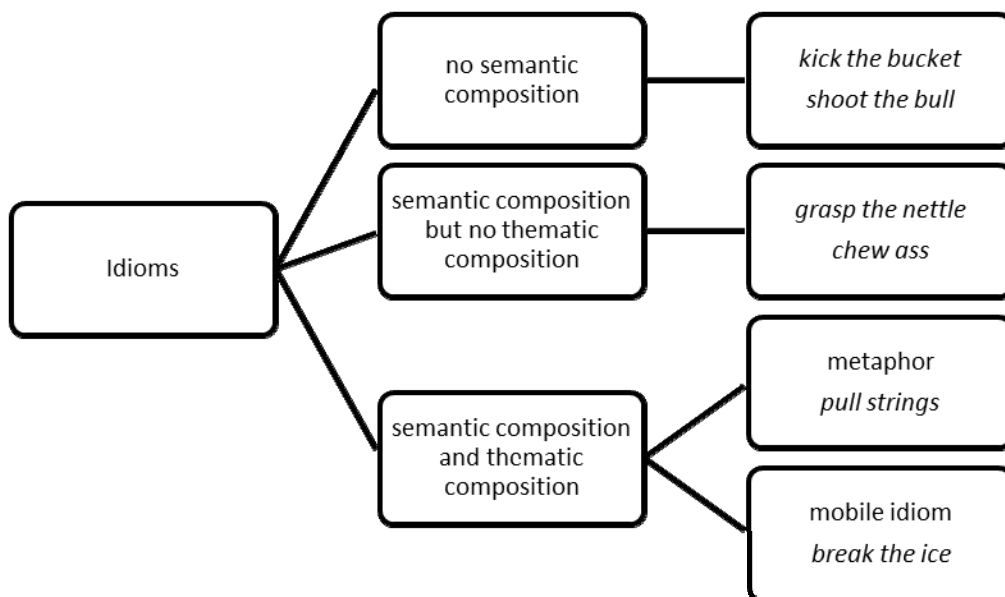 Idioms
no semantic
composition
kick the bucket
shoot the bull
semantic composition
but no thematic
composition
grasp the nettle
chew ass
semantic composition
and thematic
composition
metaphor
pull strings
mobile idiom
break the ice